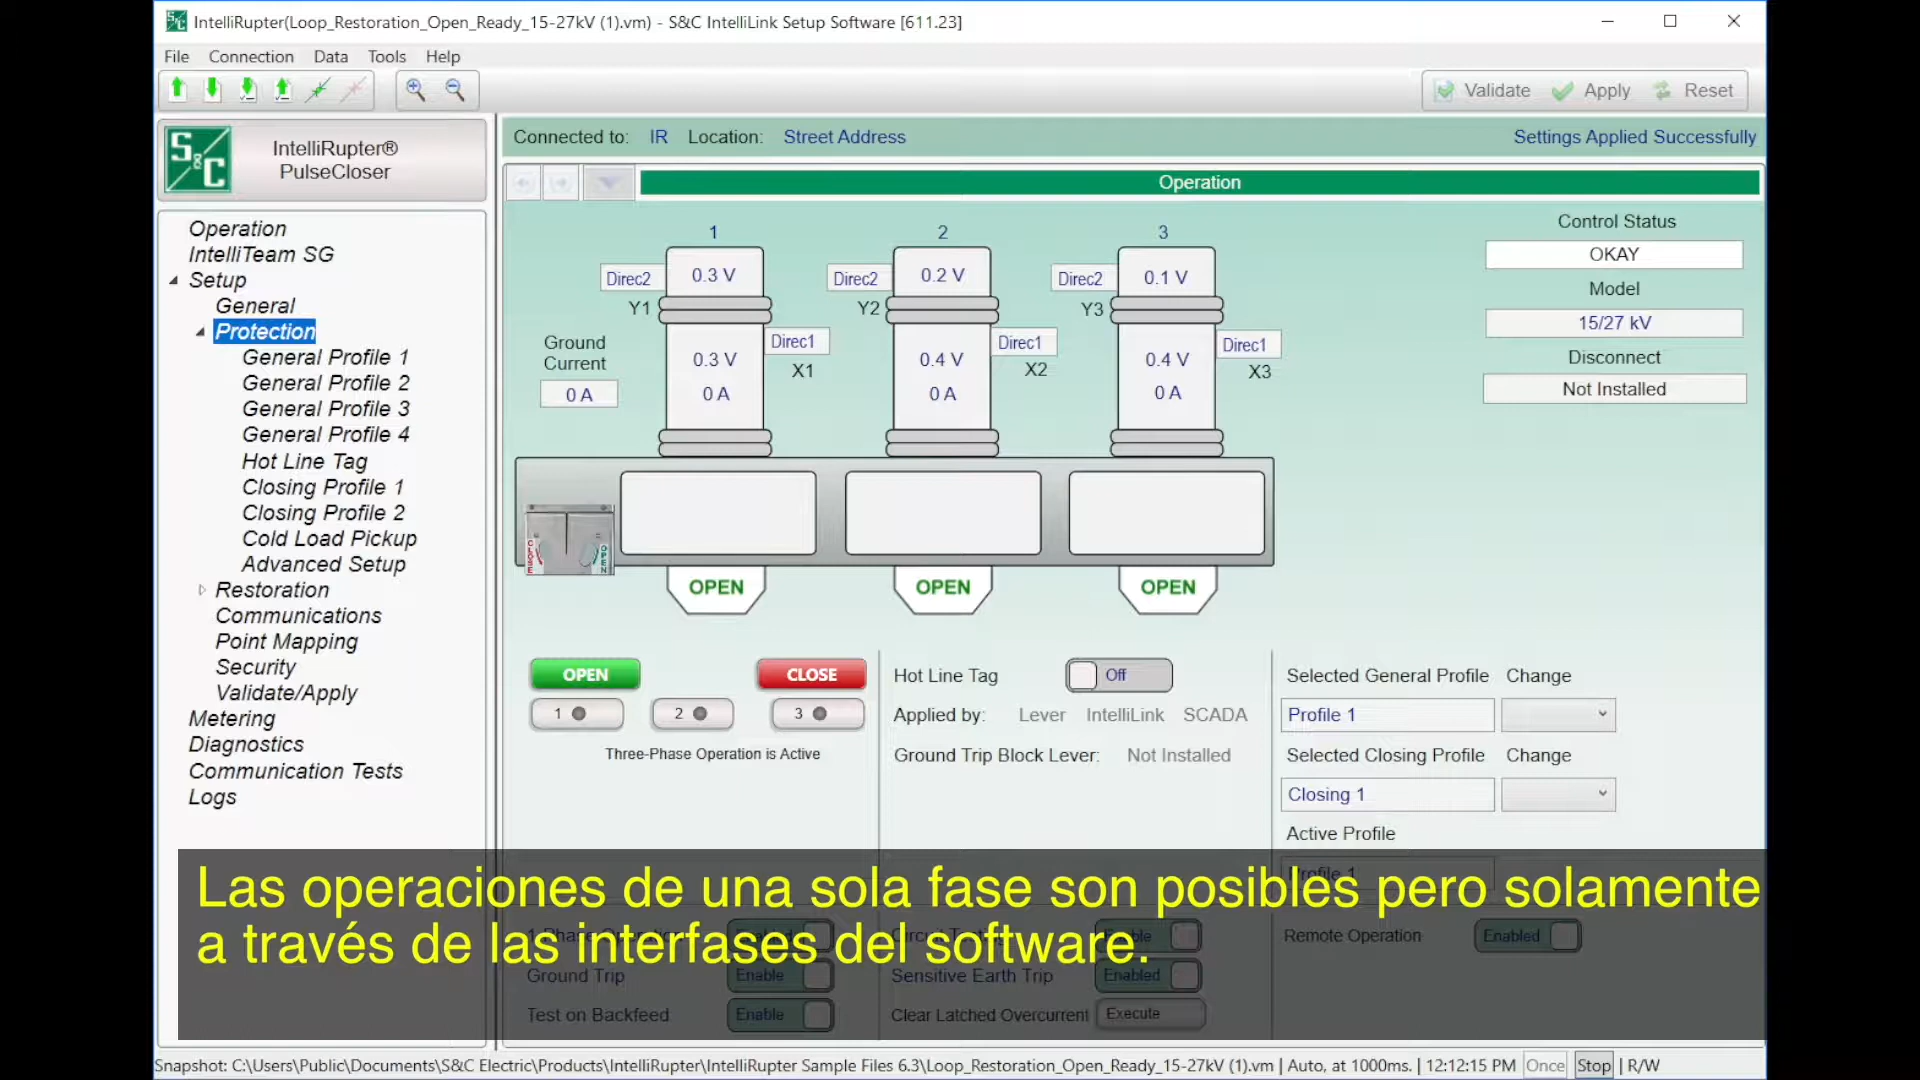 IntelliRupter(Loop_Restoration_Open_Ready_15-27kV (1).vm) - S&C IntelliLink Setup Software [611.23]
File Connection Data Tools Help
Validate Apply Reset
S&C
IntelliRupter®
PulseCloser
Connected to: IR Location: Street Address Settings Applied Successfully
Operation
Operation
IntelliTeam SG
Setup
General
Protection
General Profile 1
General Profile 2
General Profile 3
General Profile 4
Hot Line Tag
Closing Profile 1
Closing Profile 2
Cold Load Pickup
Advanced Setup
Restoration
Communications
Point Mapping
Security
Validate/Apply
Metering
Diagnostics
Communication Tests
Logs
1 2 3
Direc2 0.3 V Direc2 0.2 V Direc2 0.1 V
Y1 Y2 Y3
Ground
Current
0 A
0.3 V Direc1 0.4 V Direc1 0.4 V Direc1
X1 X2 X3
0 A 0 A 0 A
CLOSE OPEN
OPEN OPEN OPEN
Control Status
OKAY
Model
15/27 kV
Disconnect
Not Installed
OPEN CLOSE
1 2 3
Three-Phase Operation is Active
Hot Line Tag Off
Applied by: Lever IntelliLink SCADA
Ground Trip Block Lever: Not Installed
Selected General Profile Change
Profile 1
Selected Closing Profile Change
Closing 1
Active Profile
Profile 1
Las operaciones de una sola fase son posibles pero solamente
a través de las interfases del software.
Remote Operation Enabled
Ground Trip Enable Sensitive Earth Trip Enabled
Test on Backfeed Enable Clear Latched Overcurrent Execute
Snapshot: C:\Users\Public\Documents\S&C Electric\Products\IntelliRupter\IntelliRupter Sample Files 6.3\Loop_Restoration_Open_Ready_15-27kV (1).vm | Auto, at 1000ms. | 12:12:15 PM Once Stop | R/W